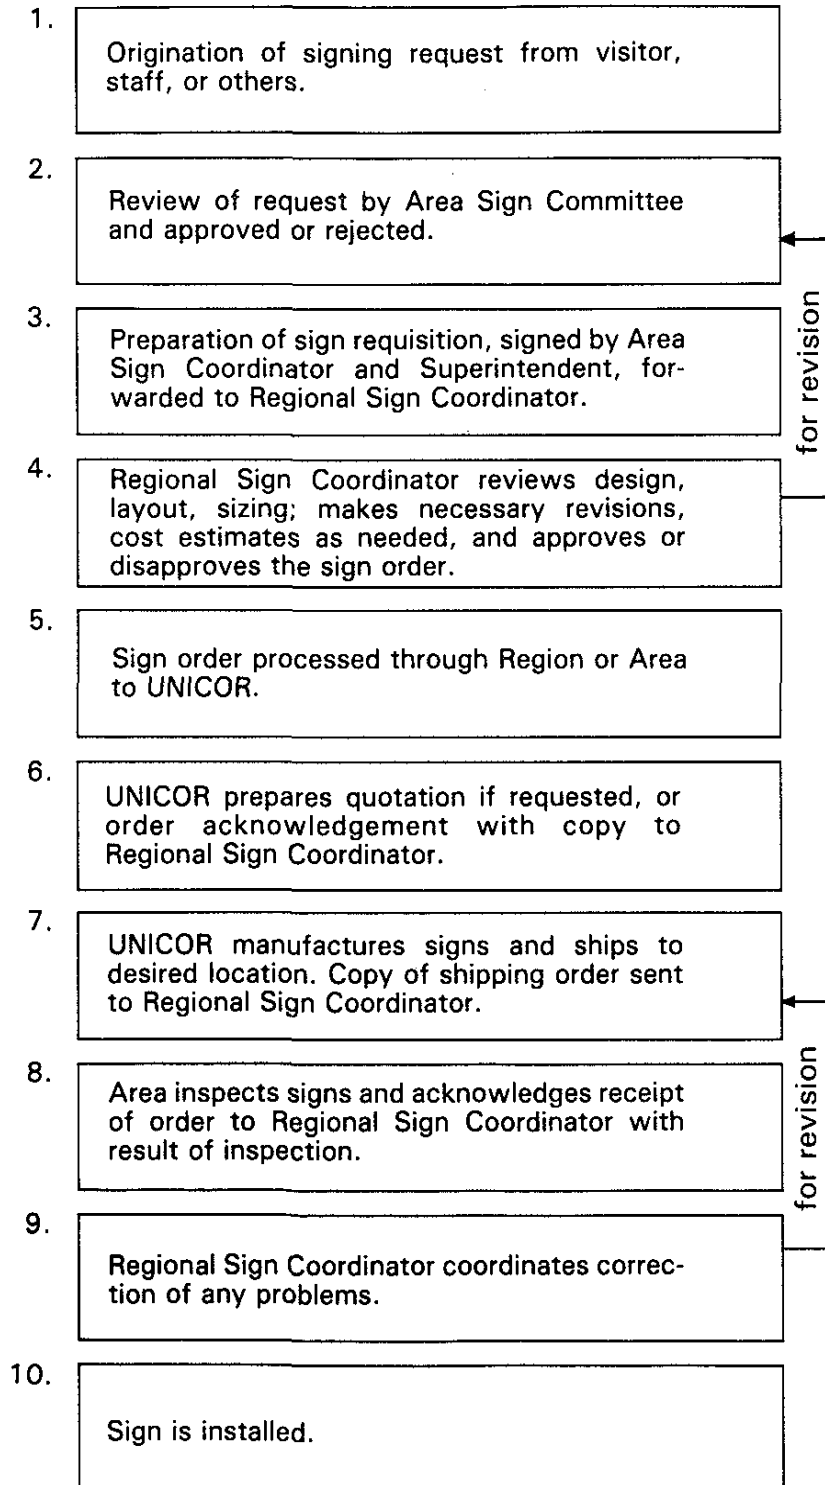 1.
Origination of signing request from visitor,
staff, or others.
2.
Review of request by Area Sign Committee
and approved or rejected.
3.
Preparation of sign requisition, signed by Area
Sign Coordinator and Superintendent, for-
warded to Regional Sign Coordinator.
for revision
4.
Regional Sign Coordinator reviews design,
layout, sizing; makes necessary revisions,
cost estimates as needed, and approves or
disapproves the sign order.
5.
Sign order processed through Region or Area
to UNICOR.
6.
UNICOR prepares quotation if requested, or
order acknowledgement with copy to
Regional Sign Coordinator.
7.
UNICOR manufactures signs and ships to
desired location. Copy of shipping order sent
to Regional Sign Coordinator.
8.
Area inspects signs and acknowledges receipt
of order to Regional Sign Coordinator with
result of inspection.
for revision
9.
Regional Sign Coordinator coordinates correc-
tion of any problems.
10.
Sign is installed.